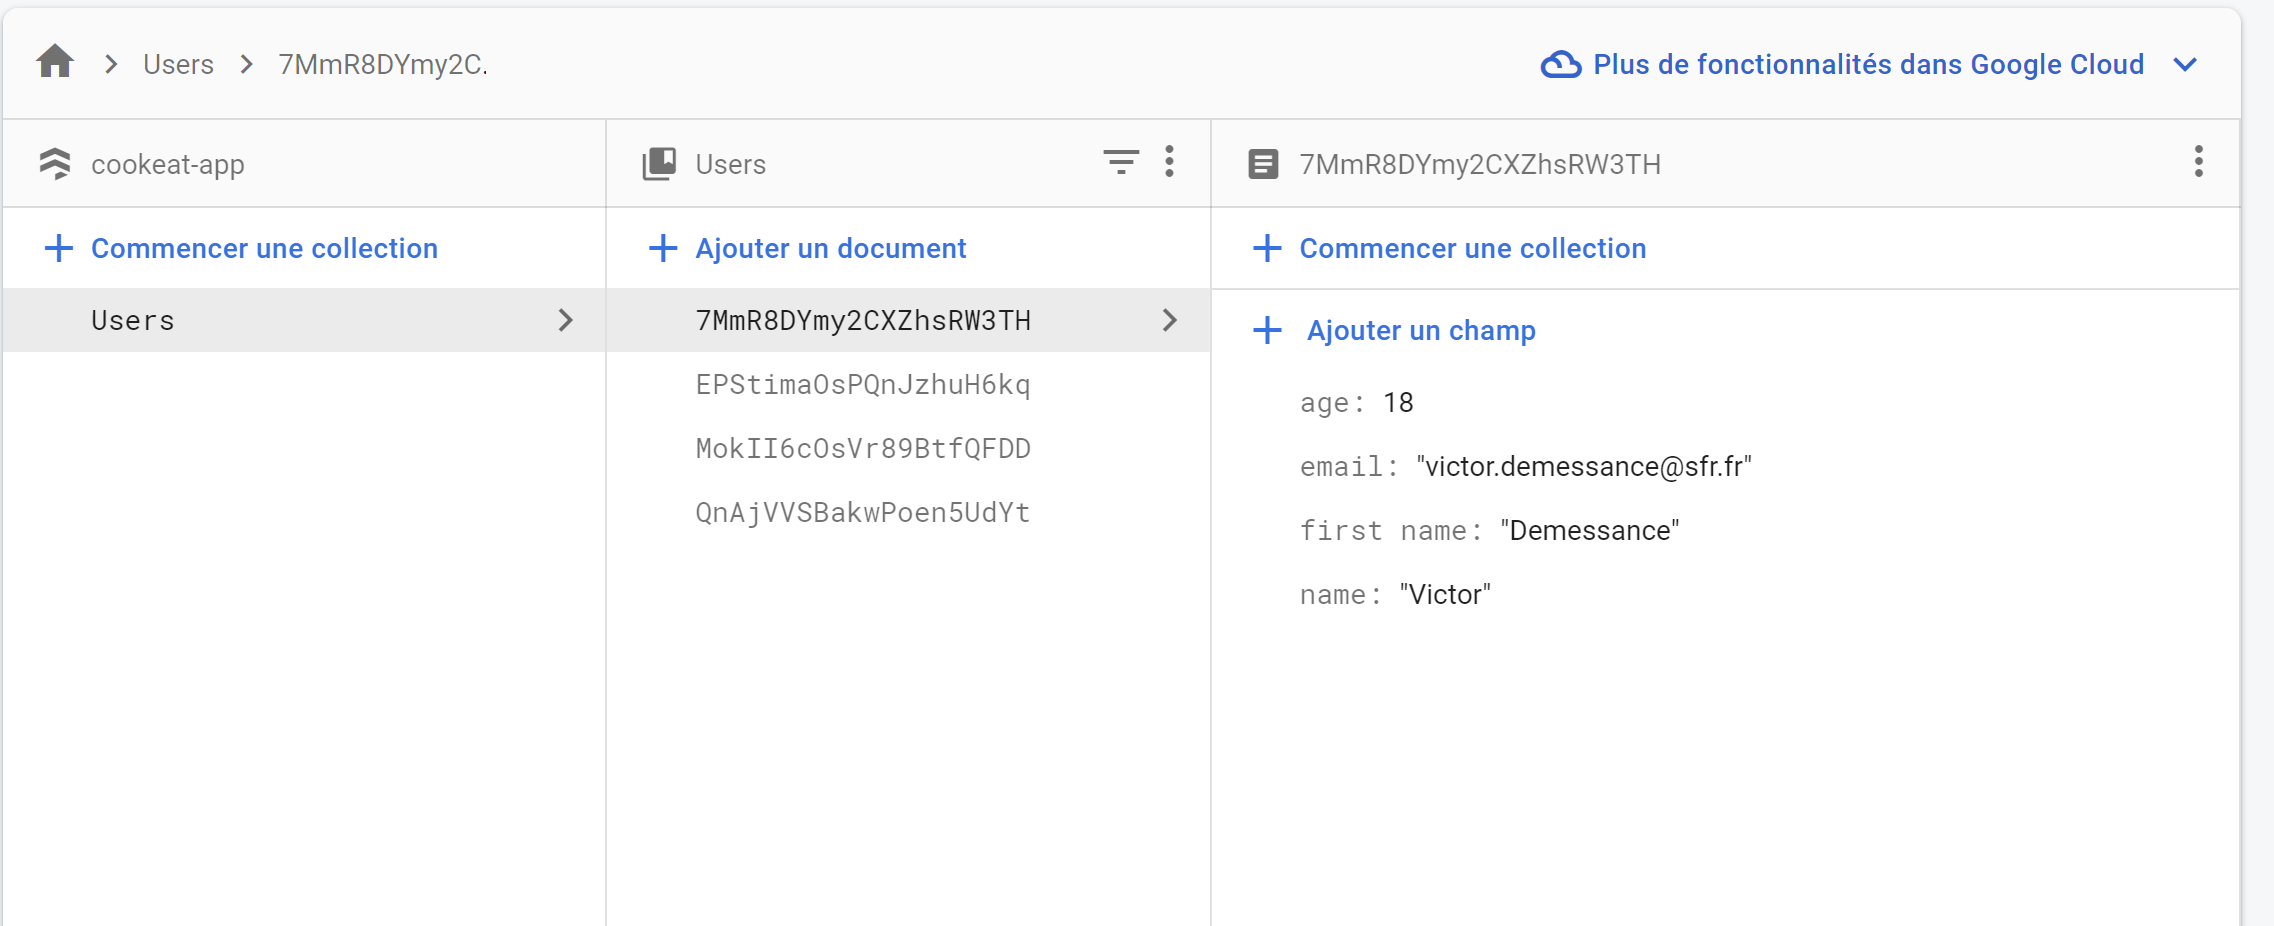 Users
7MmR8DYmy2C.
Plus de fonctionnalités dans Google Cloud
cookeat-app
Users
7MmR8DYmy2CXZhsRW3TH
Commencer une collection
Ajouter un document
Commencer une collection
Users
7MmR8DYmy2CXZhsRW3TH
EPStimaOsPQnJzhuH6kq
MokII6cOsVr89BtfQFDD
QnAjVVSBakwPoen5UdYt
Ajouter un champ
age: 18
email: "victor.demessance@sfr.fr"
first name: "Demessance"
name: "Victor"